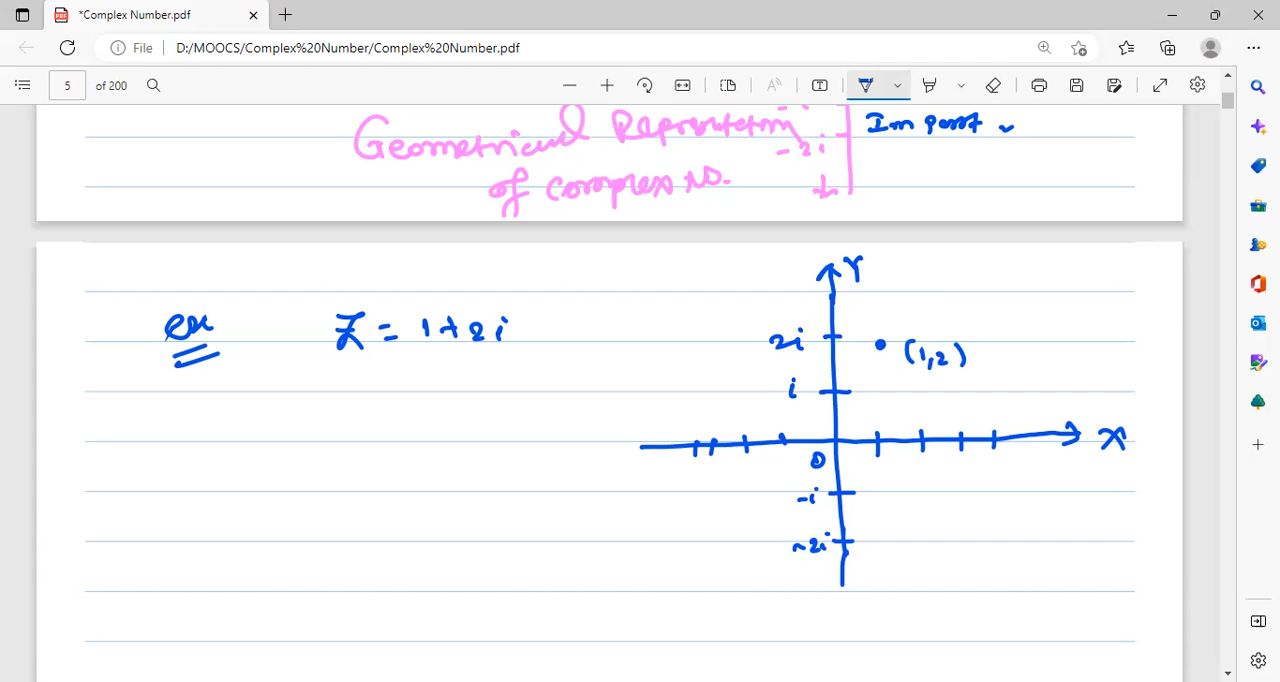 *Complex Number.pdf
File D:/MOOCS/Complex%20Number/Complex%20Number.pdf
5 of 200
Geometrical Representation
-2i
Im part
of complex no.
Y
ex Z = 1+2i
2i
(1,2)
i
X
0
-i
-2i